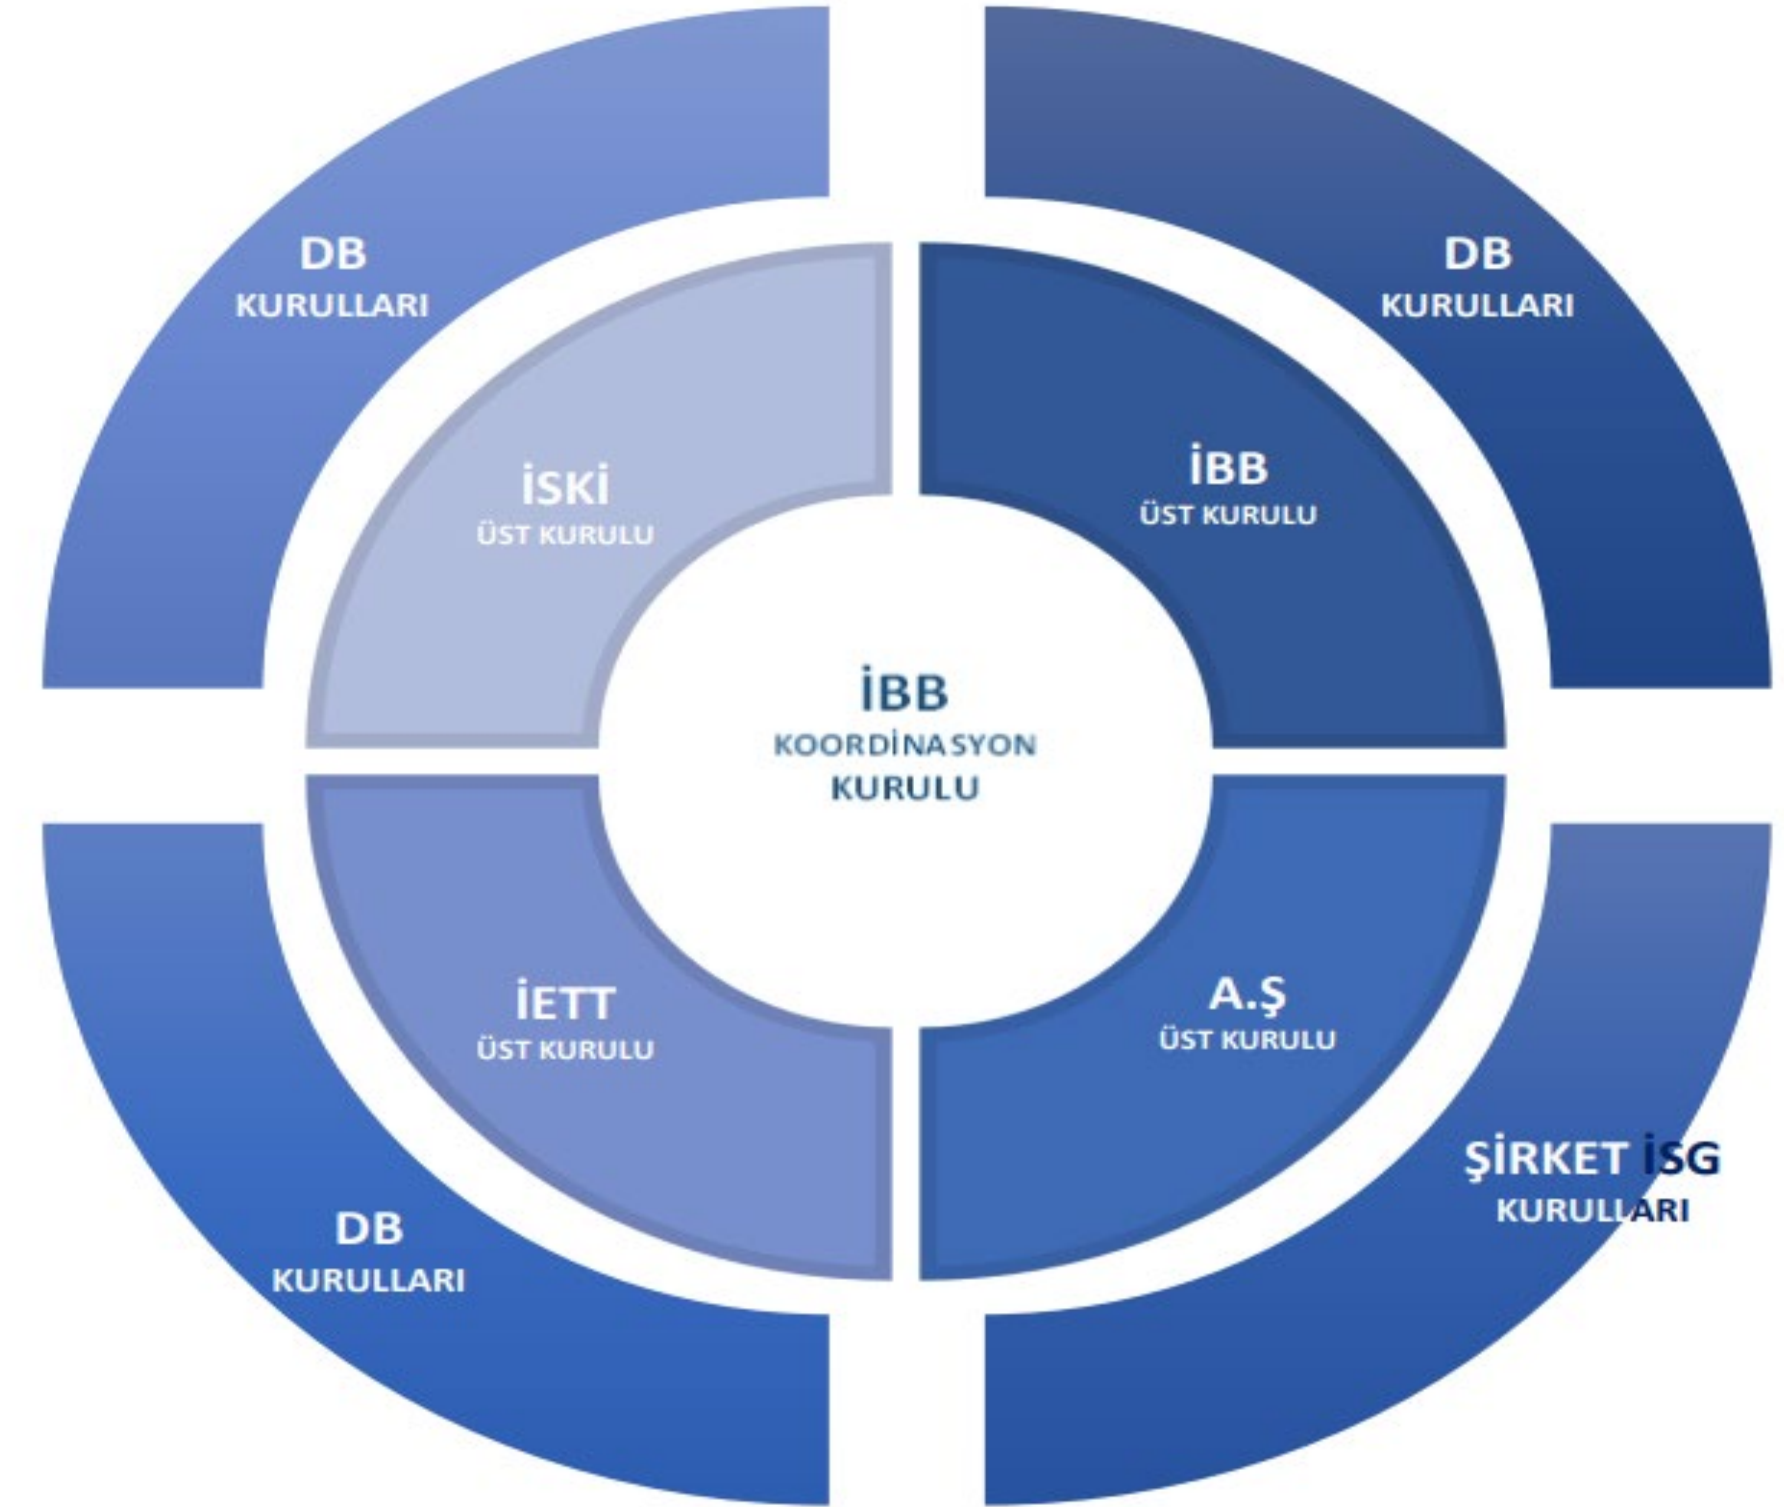 DB
KURULLARI
DB
KURULLARI
İSKİ
ÜST KURULU
İBB
ÜST KURULU
İBB
KOORDİNASYON
KURULU
İETT
ÜST KURULU
A.Ş
ÜST KURULU
DB
KURULLARI
ŞİRKET İSG
KURULLARI